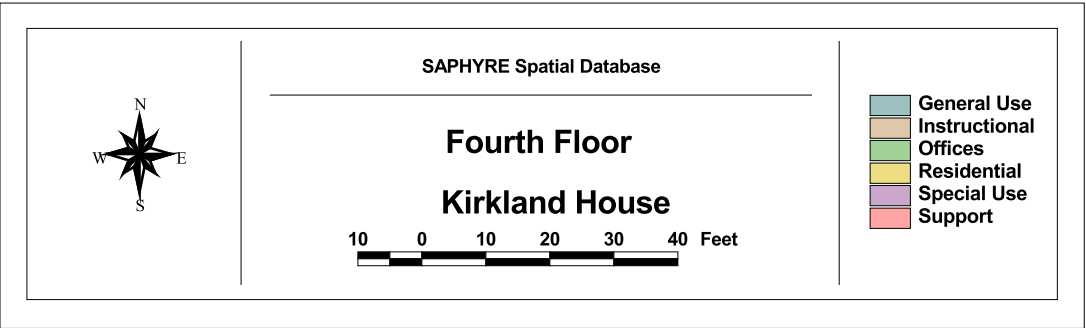 N
W E
S
SAPHYRE Spatial Database
Fourth Floor
Kirkland House
10 0 10 20 30 40 Feet
General Use
Instructional
Offices
Residential
Special Use
Support